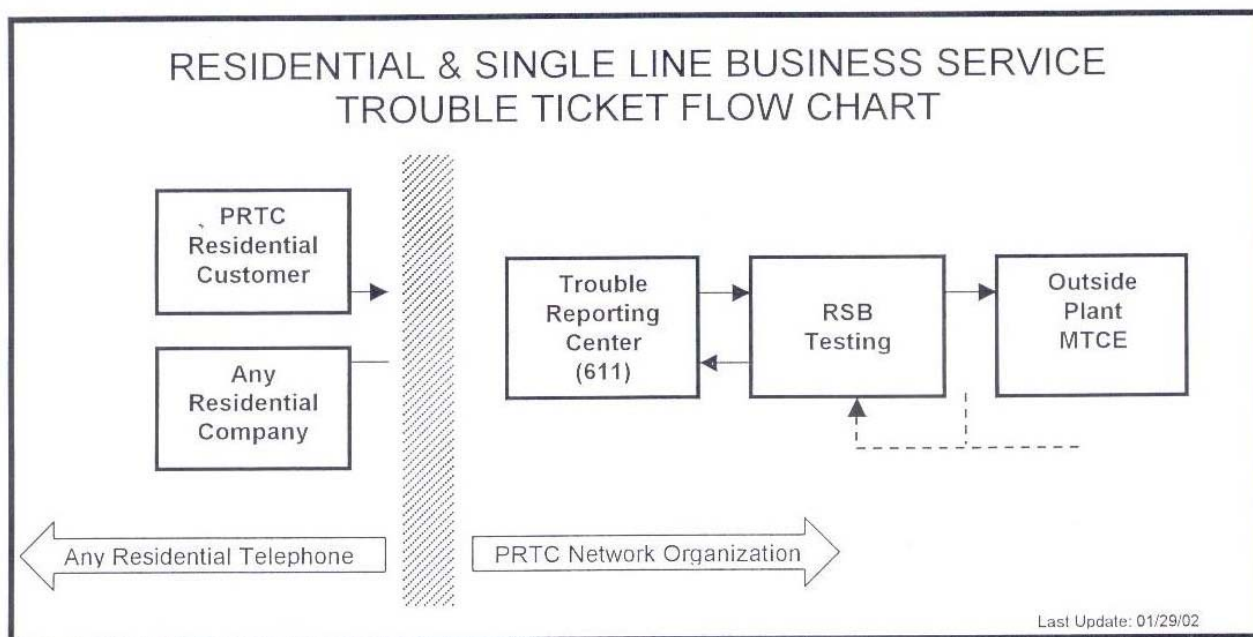 RESIDENTIAL & SINGLE LINE BUSINESS SERVICE
TROUBLE TICKET FLOW CHART
PRTC
Residential
Customer
Any
Residential
Company
Trouble
Reporting
Center
(611)
RSB
Testing
Outside
Plant
MTCE
Any Residential Telephone
PRTC Network Organization
Last Update: 01/29/02